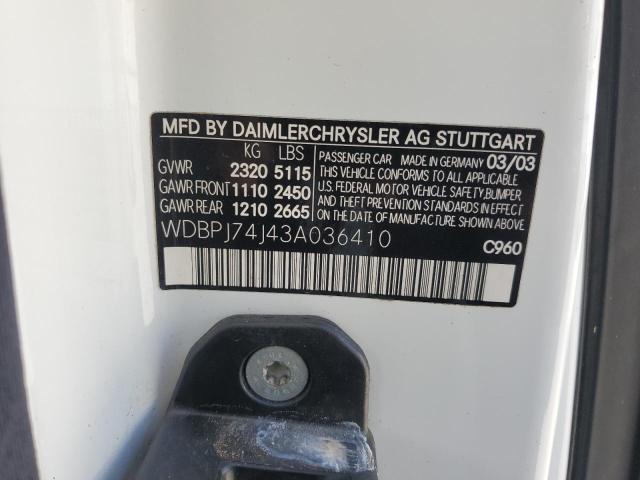 MFD BY DAIMLERCHRYSLER AG STUTTGART
KG LBS
GVWR 2320 5115
GAWR FRONT 1110 2450
GAWR REAR 1210 2665
PASSENGER CAR MADE IN GERMANY 03/03
THIS VEHICLE CONFORMS TO ALL APPLICABLE
U.S. FEDERAL MOTOR VEHICLE SAFETY, BUMPER
AND THEFT PREVENTION STANDARDS IN EFFECT
ON THE DATE OF MANUFACTURE SHOWN ABOVE
WDBPJ74J43A036410
C960